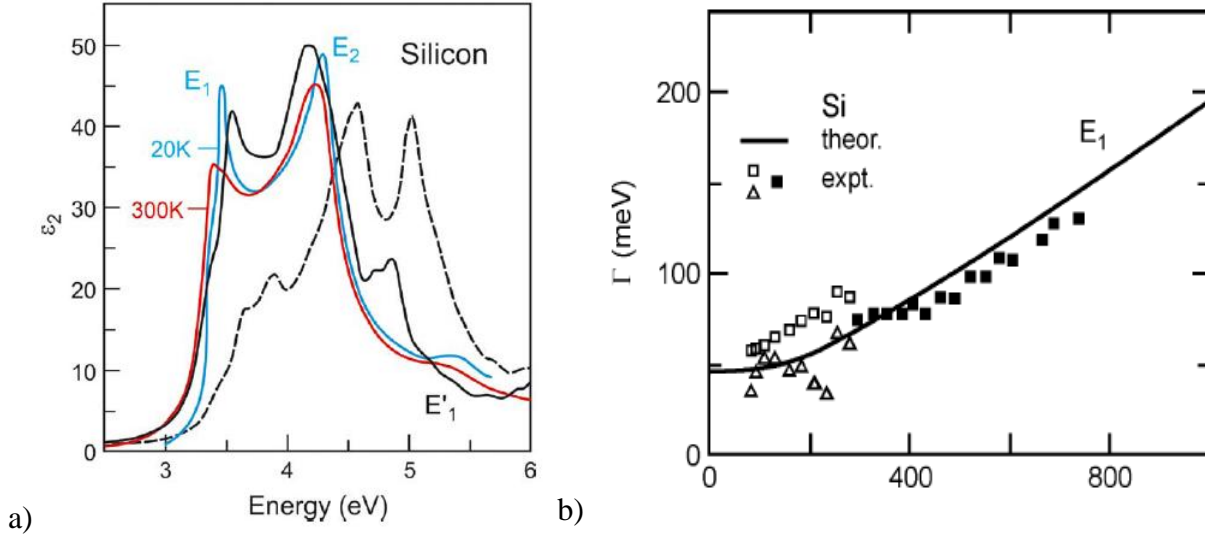 50
40
30
20
10
0
ε₂
E₁
E₂
Silicon
20K
300K
E'₁
3
4
5
6
Energy (eV)
a)
200
100
0
Γ (meV)
Si
theor.
expt.
E₁
0
400
800
b)